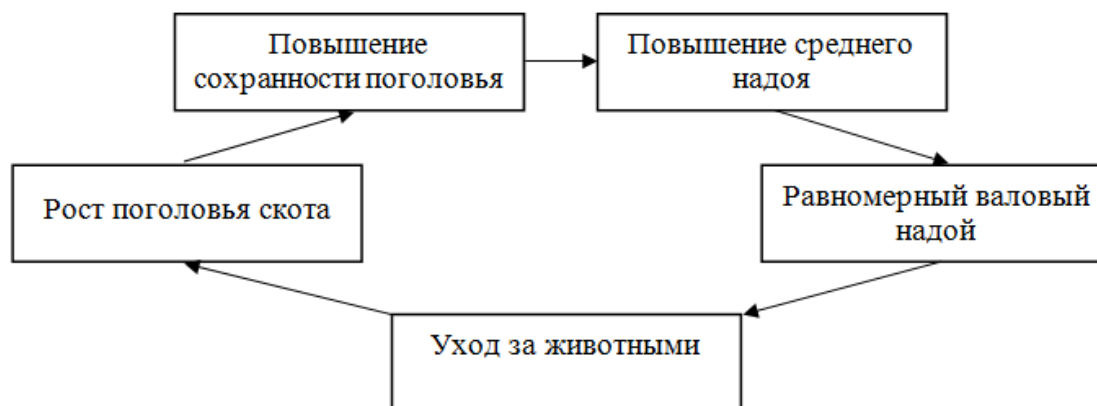 Повышение
сохранности поголовья
Повышение среднего
надоя
Рост поголовья скота
Равномерный валовый
надой
Уход за животными